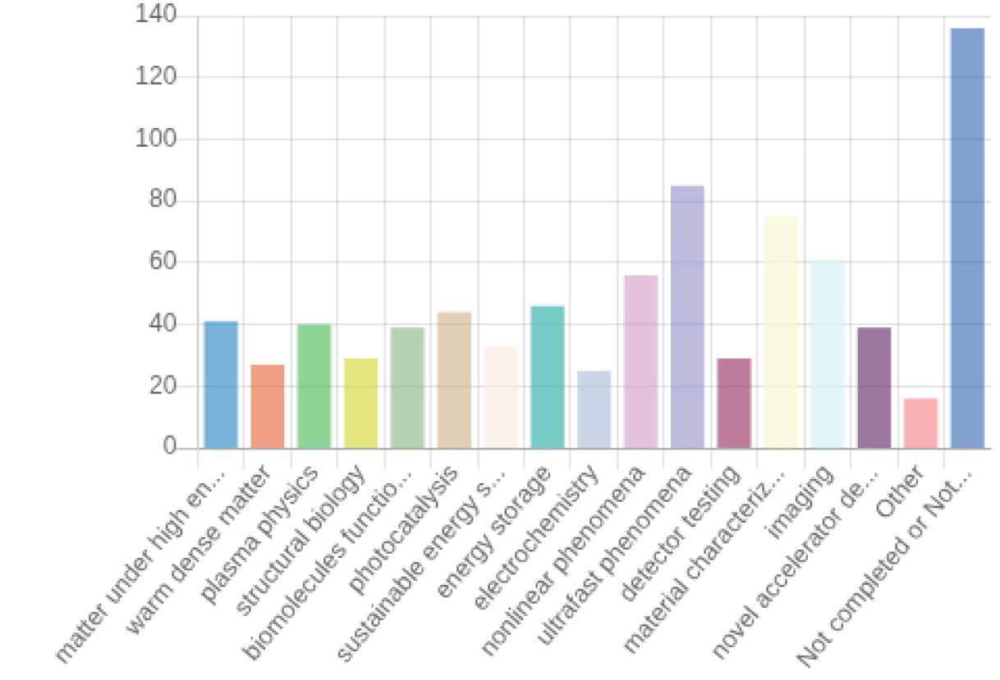 140
120
100
80
60
40
20
0
matter under high en...
warm dense matter
plasma physics
structural biology
biomolecules functio...
photocatalysis
sustainable energy s...
energy storage
electrochemistry
nonlinear phenomena
ultrafast phenomena
detector testing
material characteriz...
imaging
novel accelerator de...
Other
Not completed or Not...